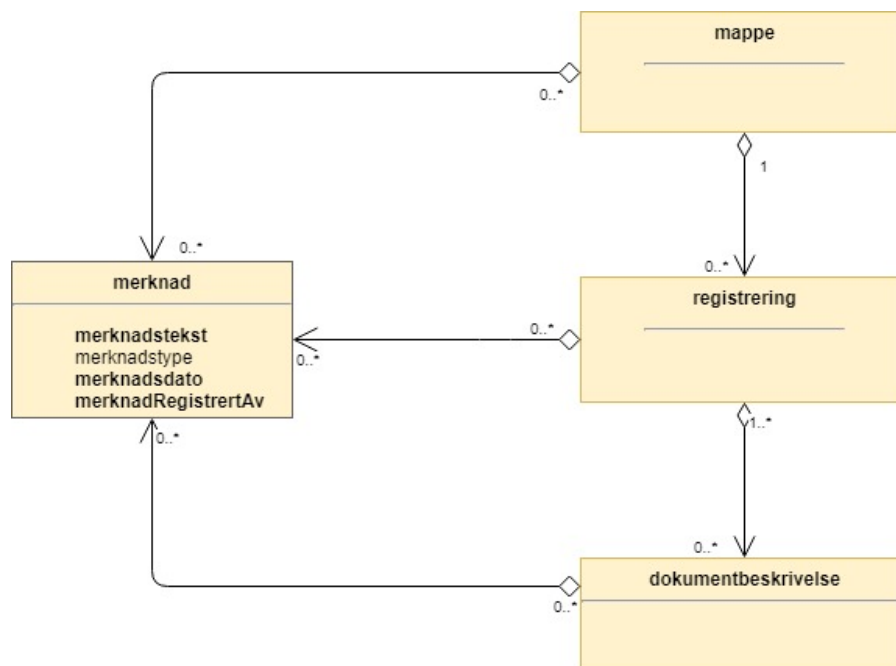 mappe
0..*
1
0..*
0..*
merknad
merknadstekst
merknadstype
merknadsdato
merknadRegistrertAv
registrering
0..*
0..*
0..*
1..*
0..*
dokumentbeskrivelse
0..*